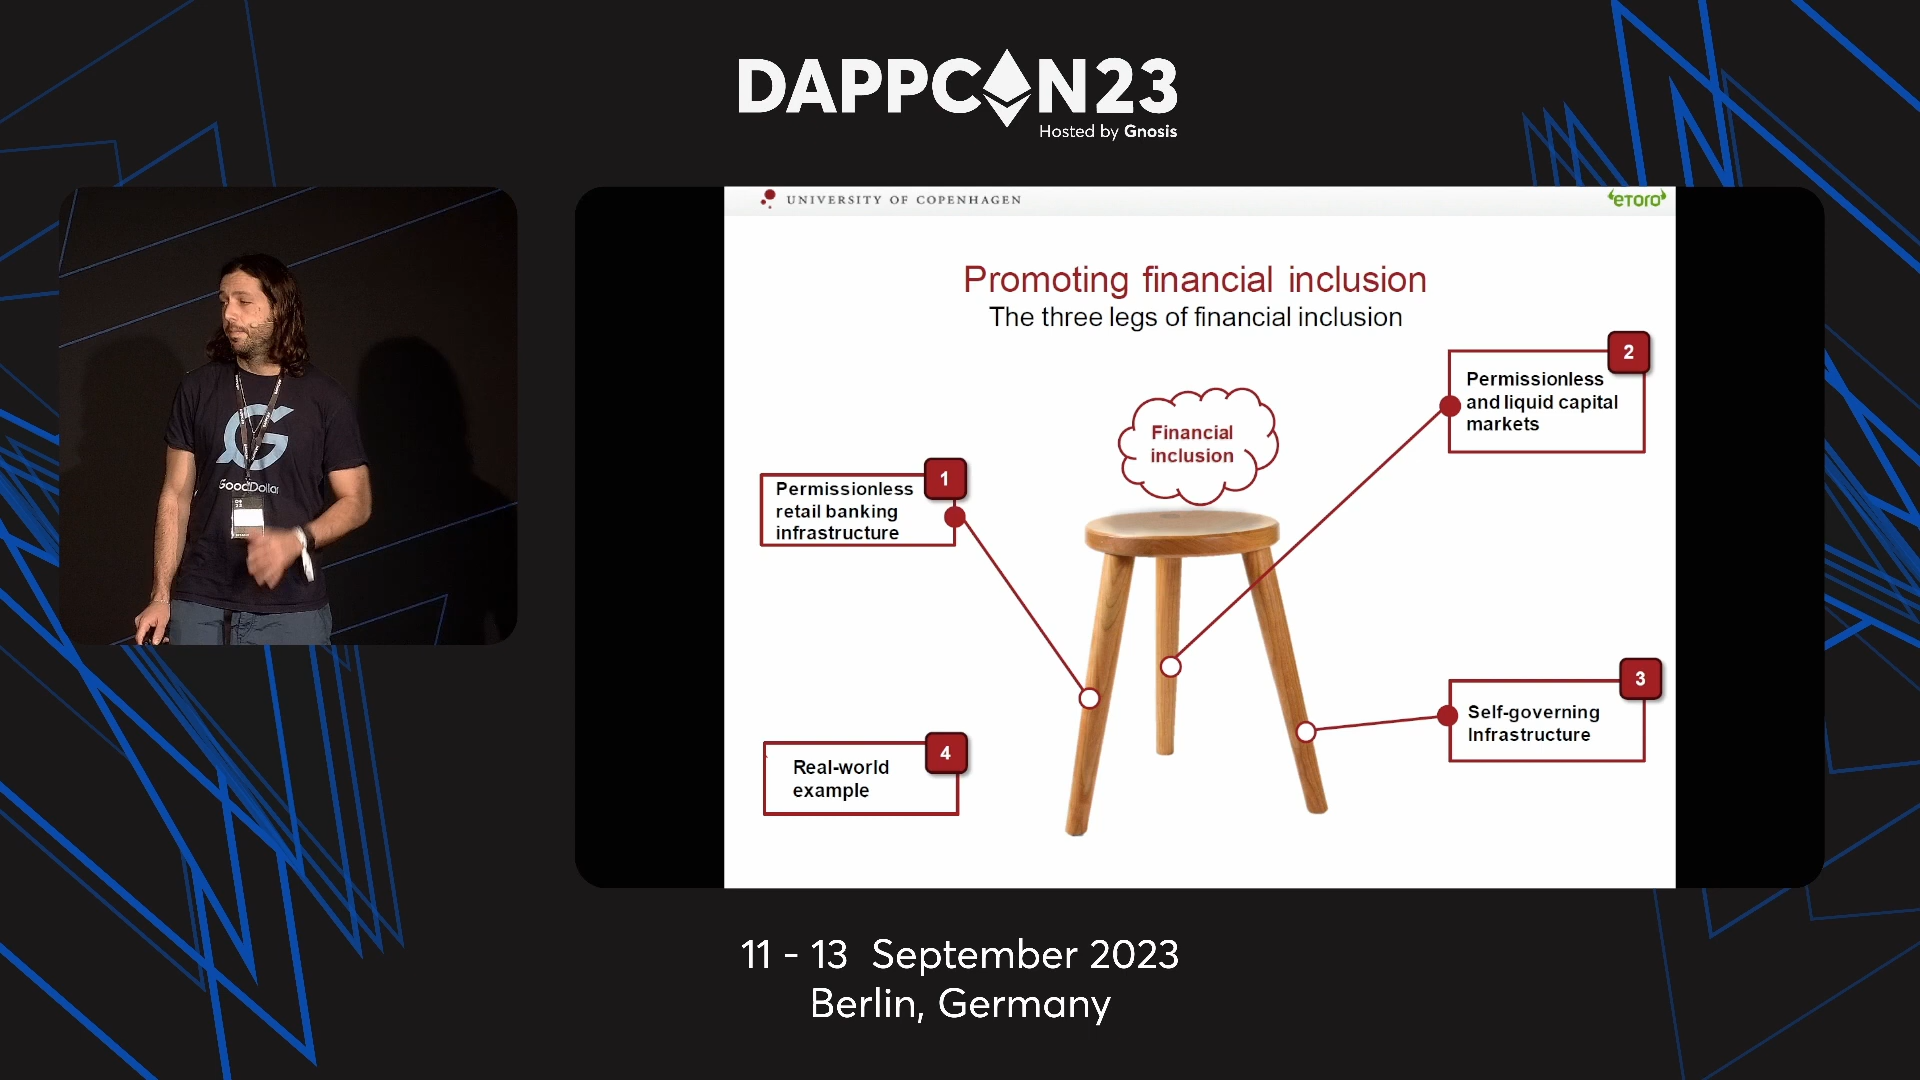 DAPPCON23
Hosted by Gnosis
GoodDollar
UNIVERSITY OF COPENHAGEN
eToro
Promoting financial inclusion
The three legs of financial inclusion
Financial
inclusion
1
Permissionless
retail banking
infrastructure
2
Permissionless
and liquid capital
markets
3
Self-governing
Infrastructure
4
Real-world
example
11 - 13 September 2023
Berlin, Germany